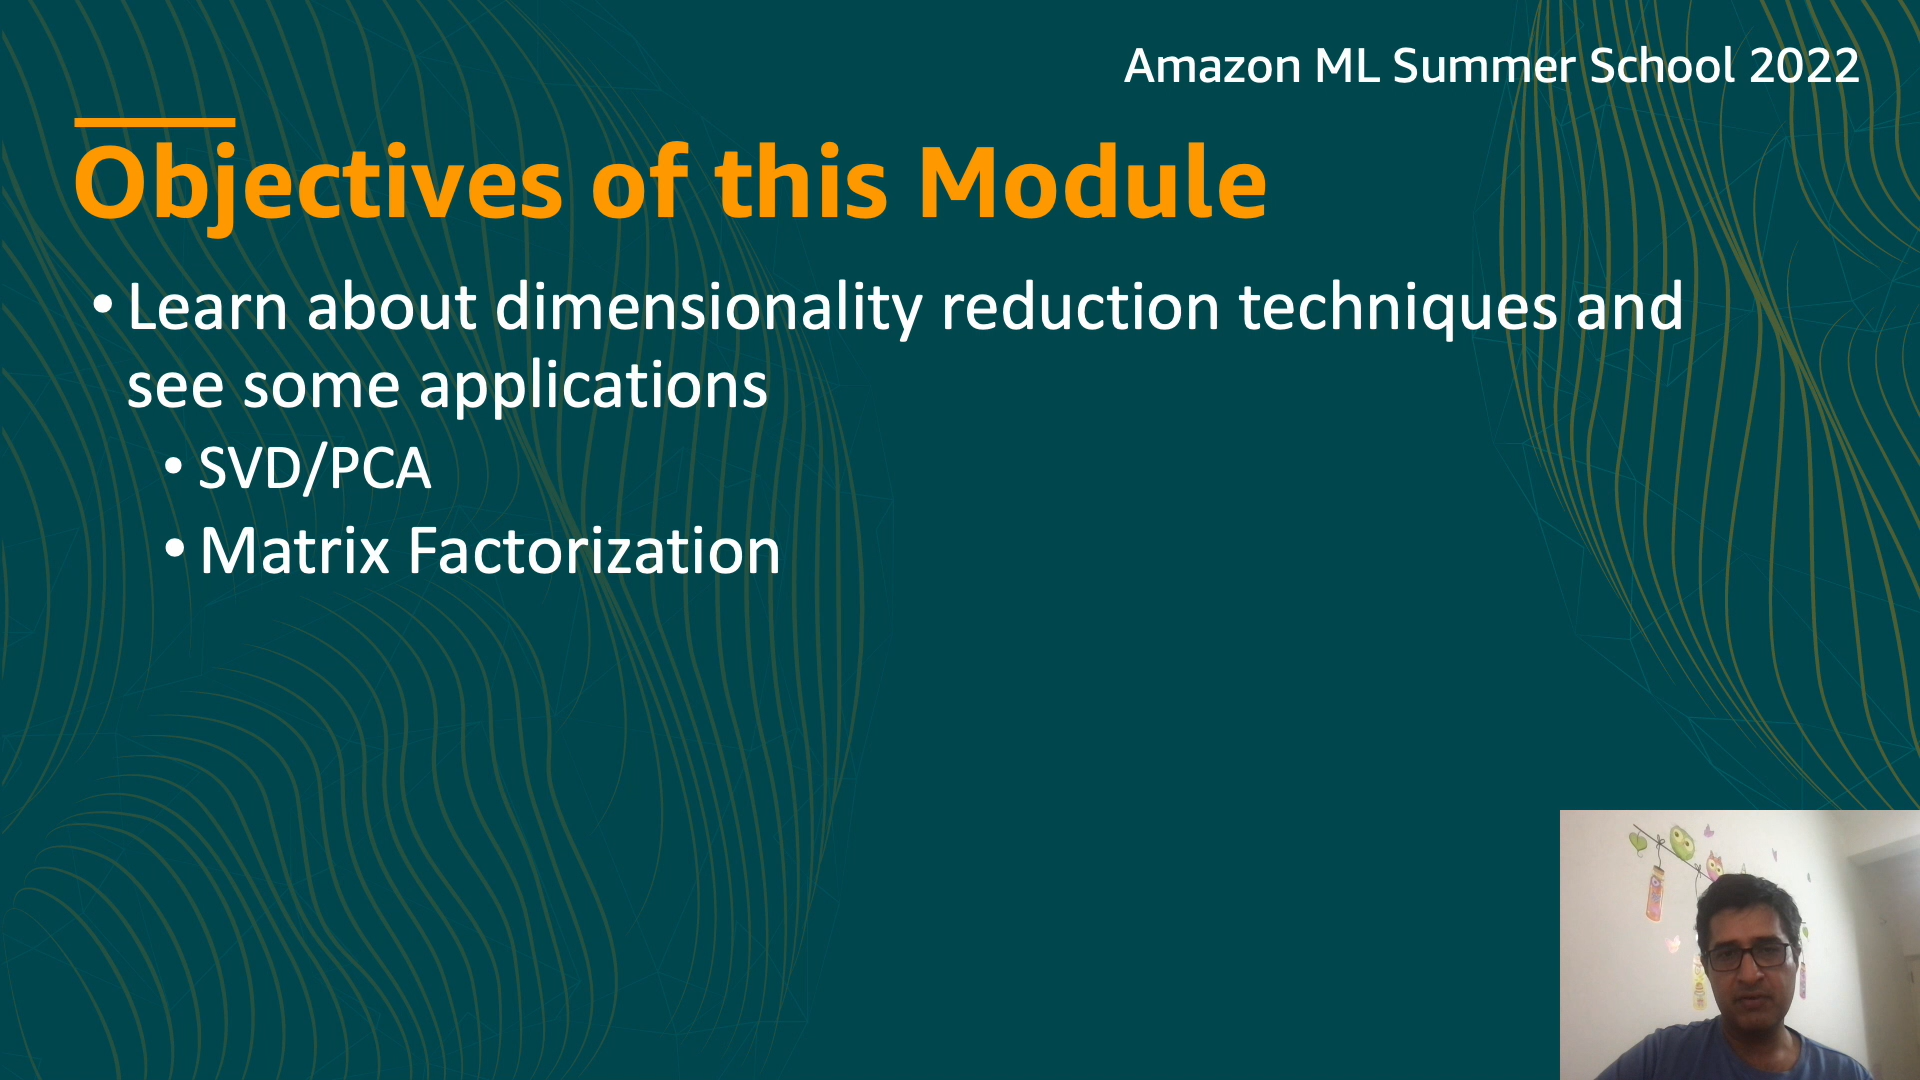 Amazon ML Summer School 2022
Objectives of this Module
• Learn about dimensionality reduction techniques and
see some applications
• SVD/PCA
• Matrix Factorization